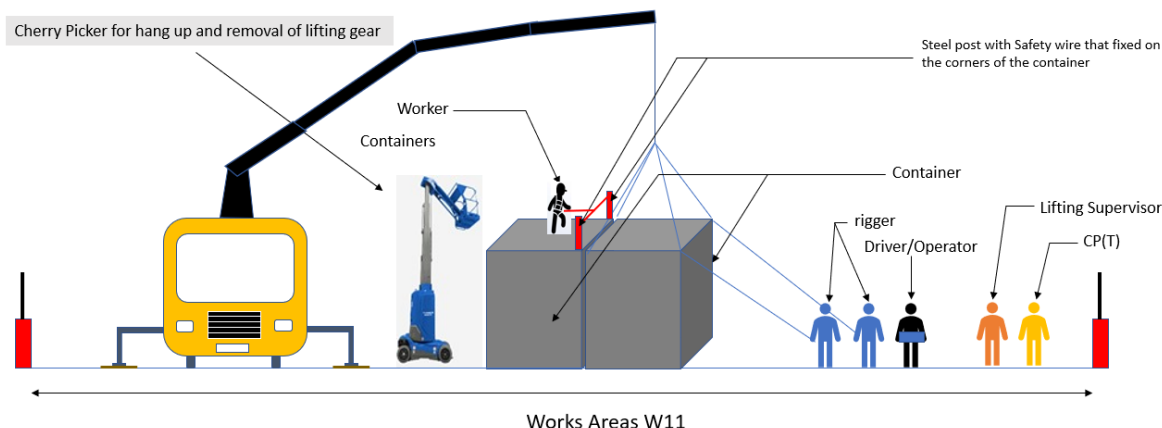 Cherry Picker for hang up and removal of lifting gear
Steel post with Safety wire that fixed on
the corners of the container
Worker
Containers
Container
rigger
Driver/Operator
Lifting Supervisor
CP(T)
Works Areas W11